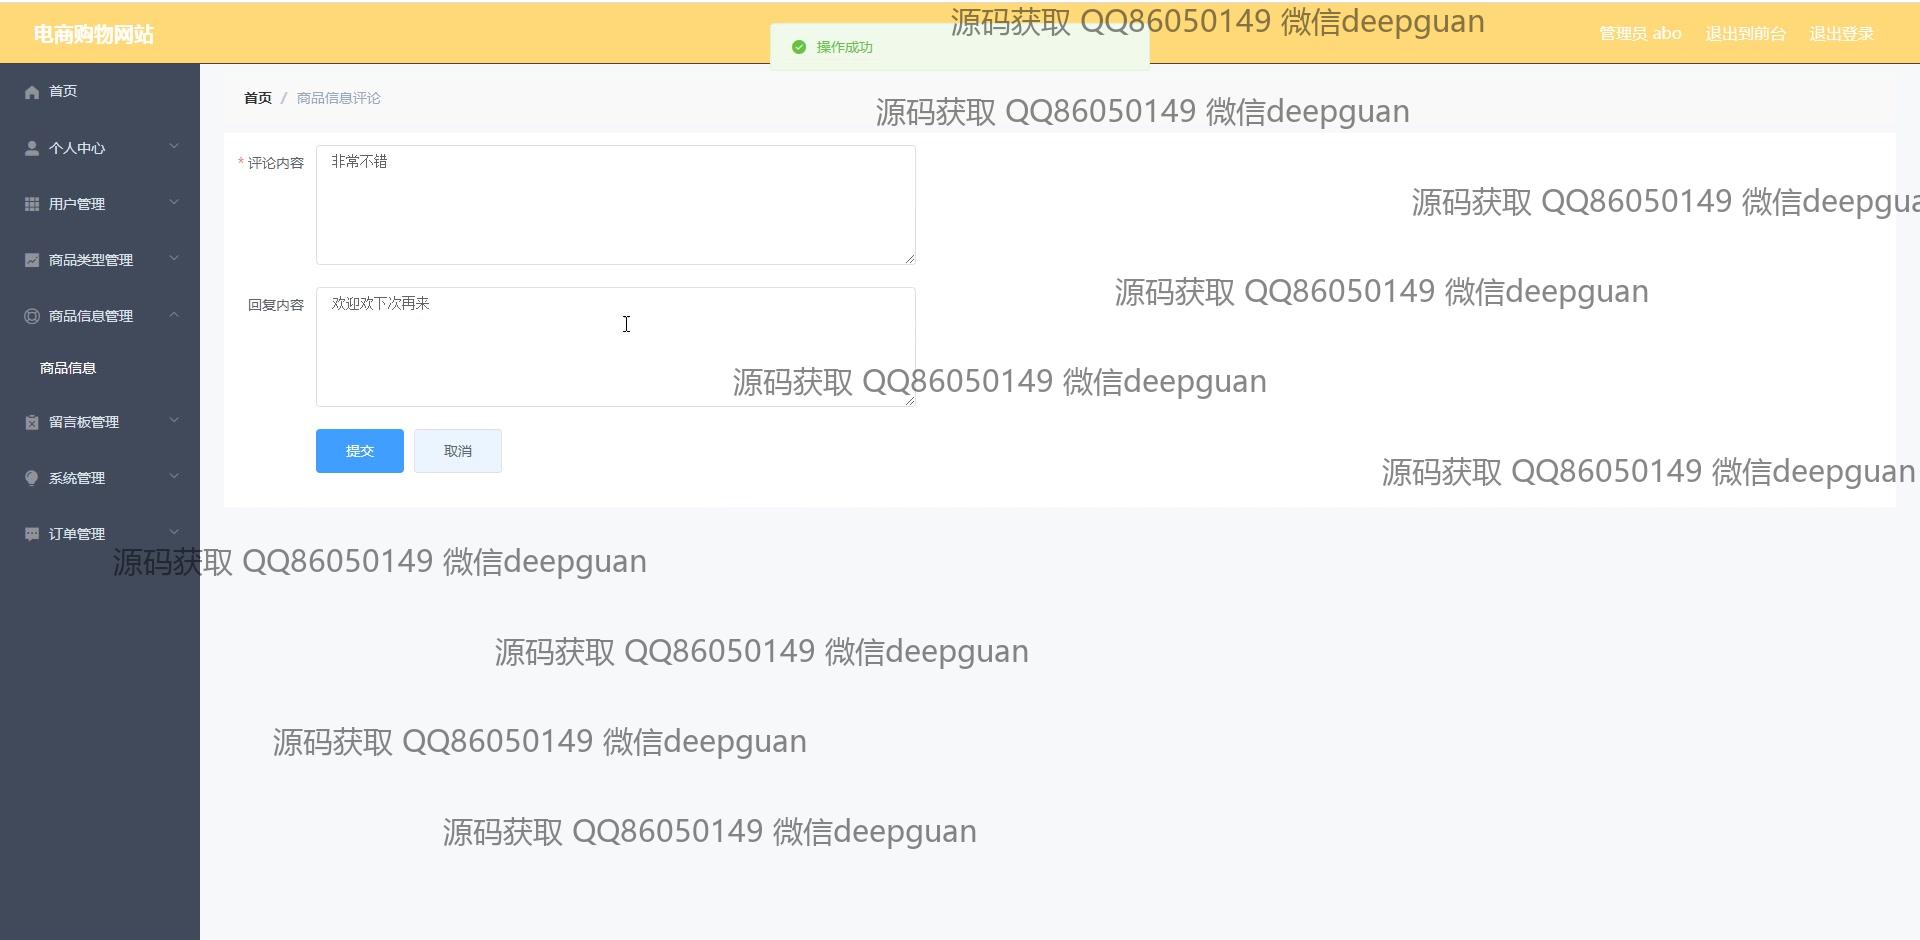 电商购物网站
操作成功
源码获取 QQ86050149 微信deepguan
管理员 abo 退出到前台 退出登录
首页
首页 / 商品信息评论
源码获取 QQ86050149 微信deepguan
个人中心
* 评论内容
非常不错
用户管理
源码获取 QQ86050149 微信deepgua
商品类型管理
源码获取 QQ86050149 微信deepguan
商品信息管理
回复内容
欢迎欢下次再来
商品信息
源码获取 QQ86050149 微信deepguan
留言板管理
提交
取消
系统管理
源码获取 QQ86050149 微信deepguan
订单管理
源码获取 QQ86050149 微信deepguan
源码获取 QQ86050149 微信deepguan
源码获取 QQ86050149 微信deepguan
源码获取 QQ86050149 微信deepguan